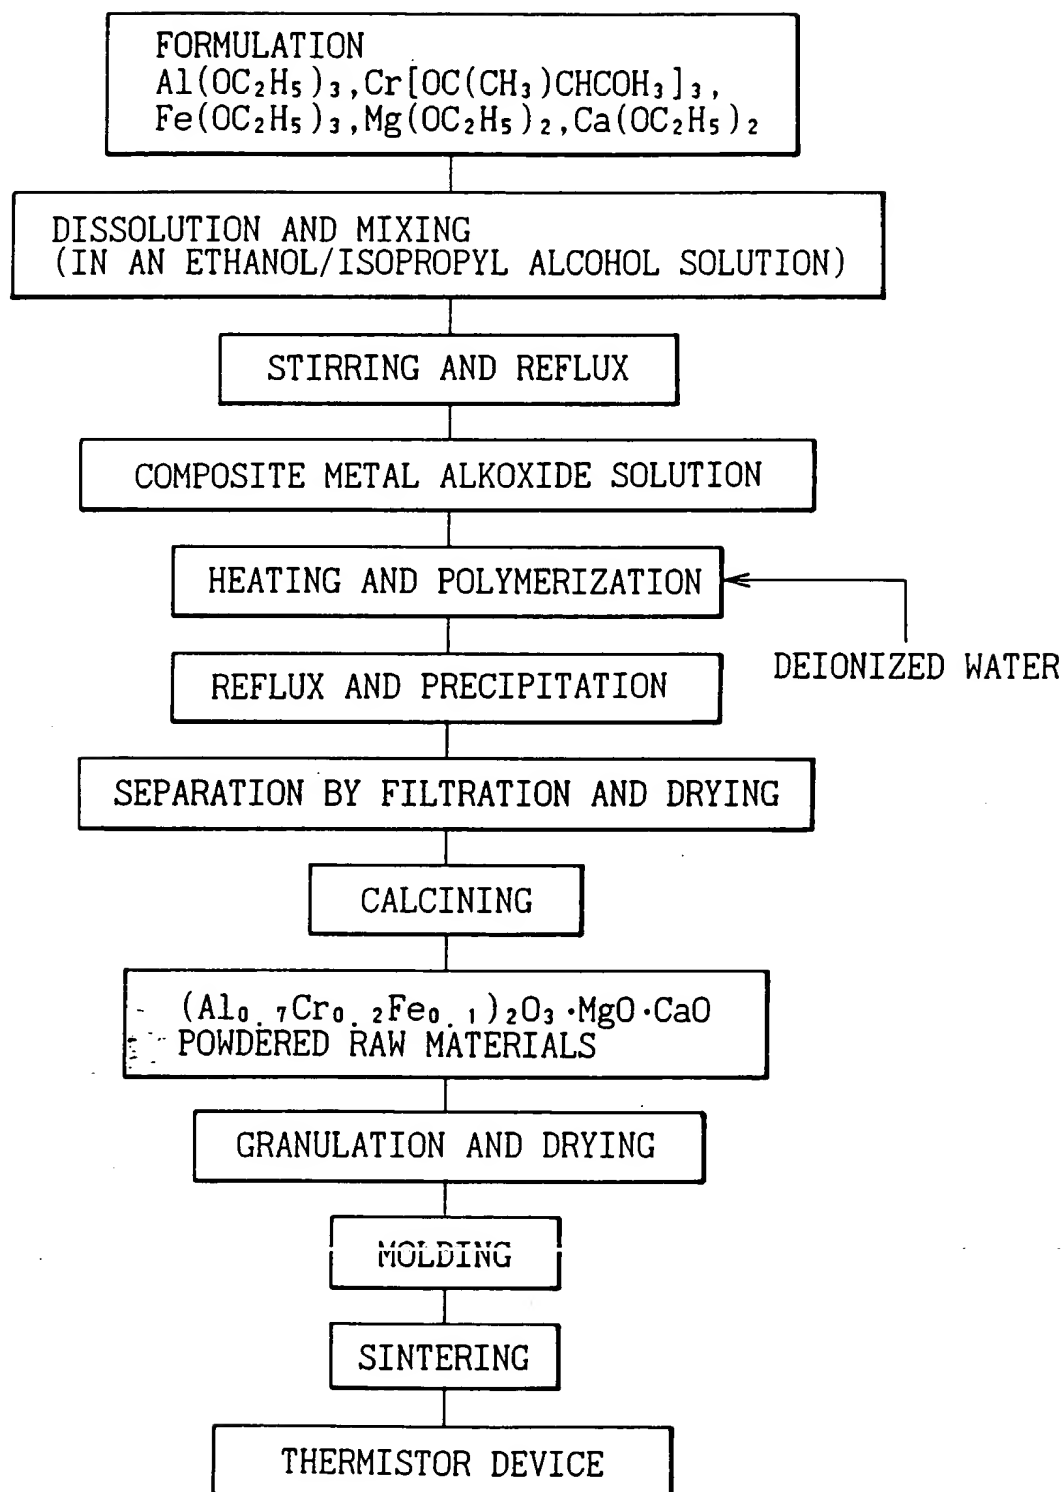 FORMULATION
Al(OC₂H₅)₃,Cr[OC(CH₃)CHCOH₃]₃,
Fe(OC₂H₅)₃,Mg(OC₂H₅)₂,Ca(OC₂H₅)₂
DISSOLUTION AND MIXING
(IN AN ETHANOL/ISOPROPYL ALCOHOL SOLUTION)
STIRRING AND REFLUX
COMPOSITE METAL ALKOXIDE SOLUTION
HEATING AND POLYMERIZATION
DEIONIZED WATER
REFLUX AND PRECIPITATION
SEPARATION BY FILTRATION AND DRYING
CALCINING
(Al₀.₇Cr₀.₂Fe₀.₁)₂O₃·MgO·CaO
POWDERED RAW MATERIALS
GRANULATION AND DRYING
MOLDING
SINTERING
THERMISTOR DEVICE